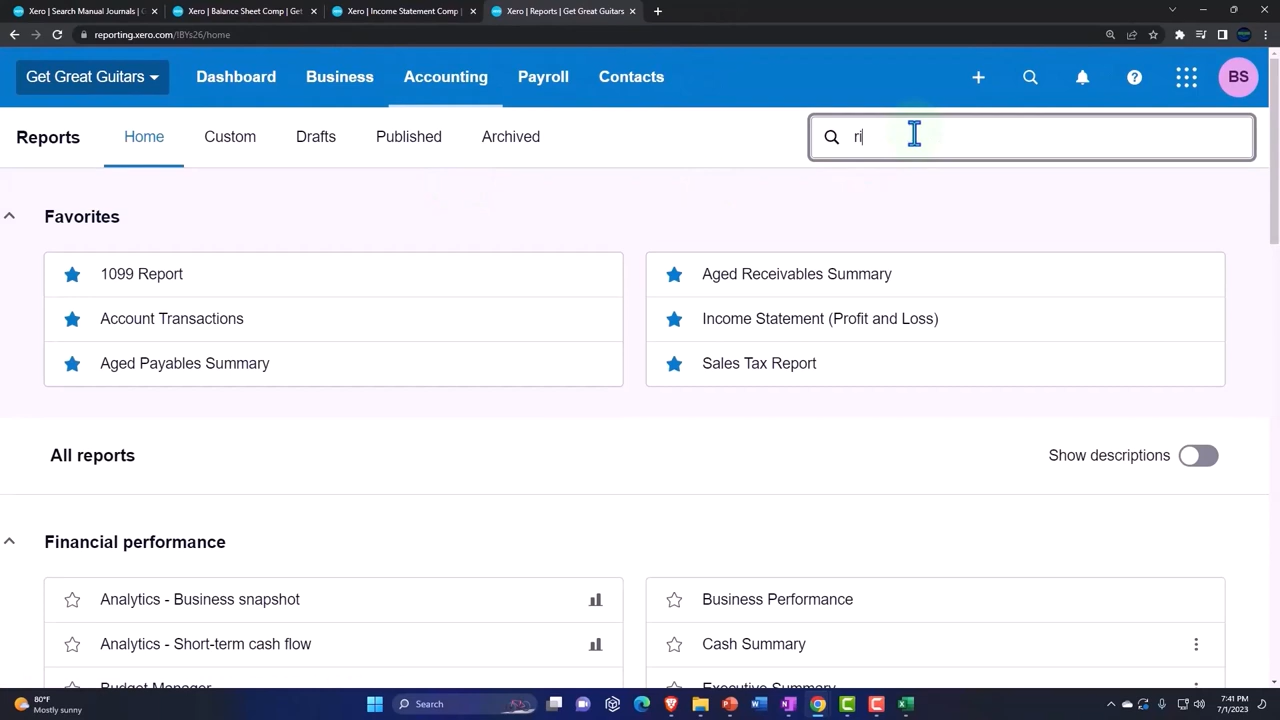 Xero | Search Manual Journals | G
Xero | Balance Sheet Comp | Get
Xero | Income Statement Comp |
Xero | Reports | Get Great Guitars
reporting.xero.com/!BYs26/home
Get Great Guitars
Dashboard
Business
Accounting
Payroll
Contacts
BS
Reports
Home
Custom
Drafts
Published
Archived
ri
Favorites
1099 Report
Aged Receivables Summary
Account Transactions
Income Statement (Profit and Loss)
Aged Payables Summary
Sales Tax Report
All reports
Show descriptions
Financial performance
Analytics - Business snapshot
Business Performance
Analytics - Short-term cash flow
Cash Summary
Budget Manager
Executive Summary
80°F
Mostly sunny
Search
7:41 PM
7/1/2023